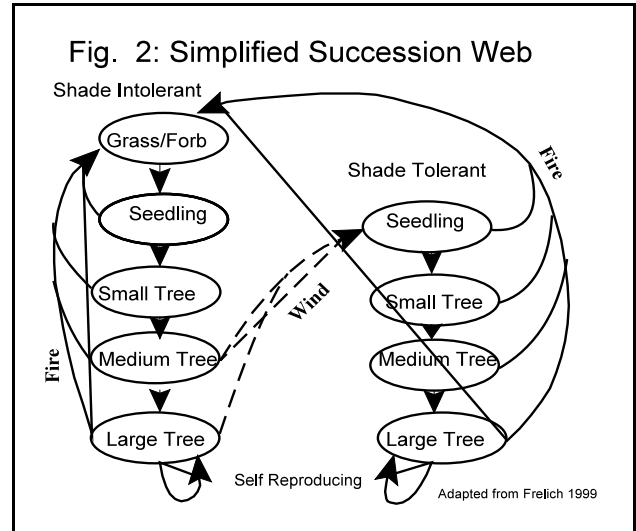 Fig. 2: Simplified Succession Web
Shade Intolerant
Grass/Forb
Seedling
Small Tree
Medium Tree
Large Tree
Fire
Wind
Shade Tolerant
Seedling
Small Tree
Medium Tree
Large Tree
Fire
Self Reproducing
Adapted from Frelich 1999